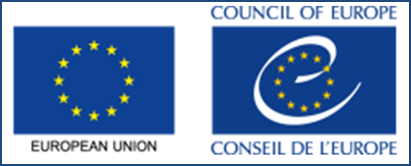 COUNCIL OF EUROPE
EUROPEAN UNION
CONSEIL DE L'EUROPE